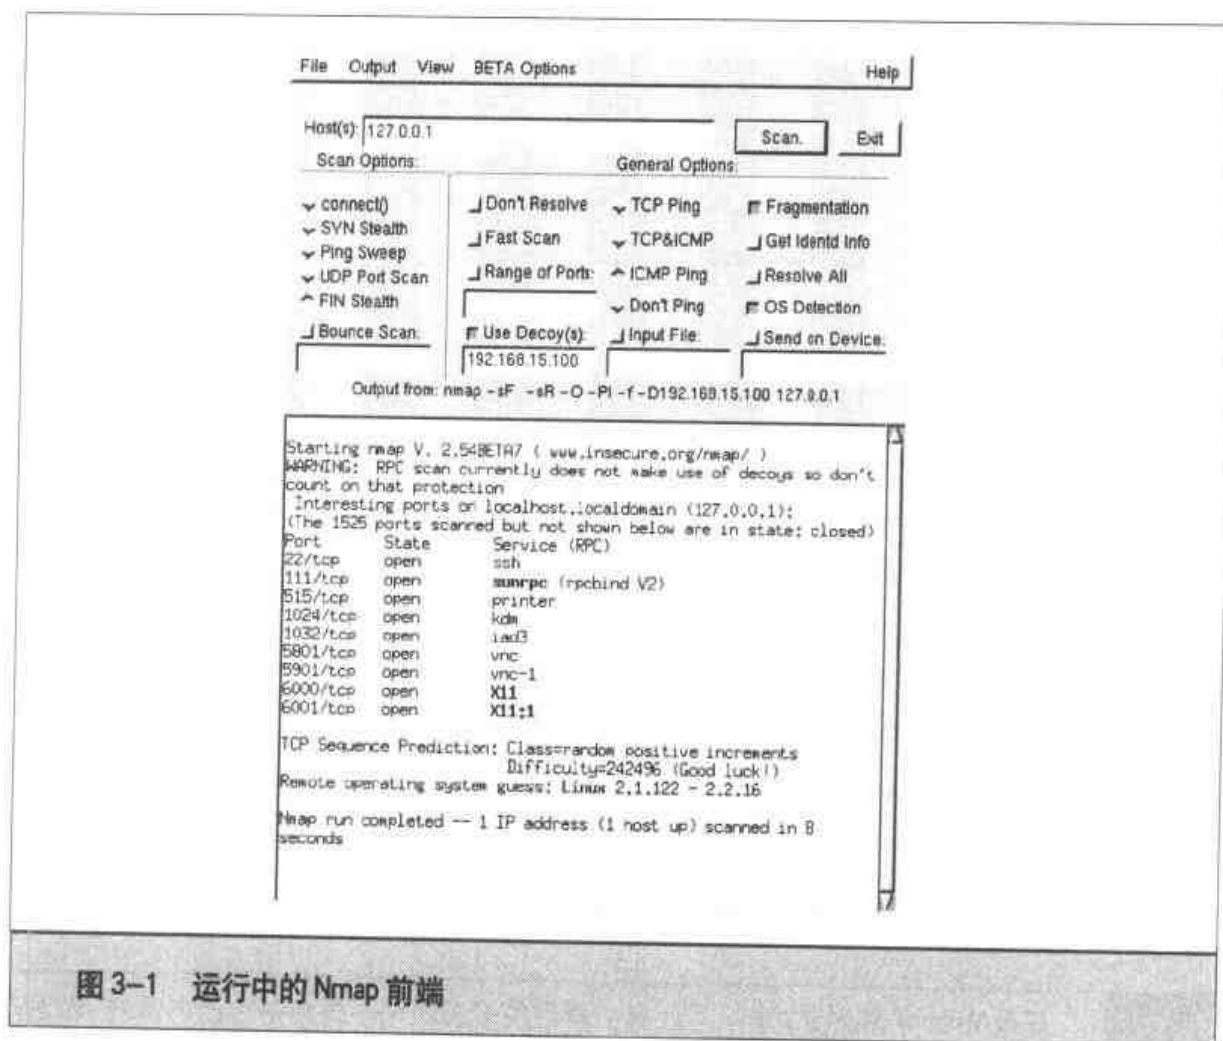 File Output View BETA Options Help
Host(s): 127.0.0.1 Scan. Exit
Scan Options: General Options:
connect() Don't Resolve TCP Ping Fragmentation
SYN Stealth Fast Scan TCP&ICMP Get Identd Info
Ping Sweep
UDP Port Scan Range of Ports: ICMP Ping Resolve All
FIN Stealth Don't Ping OS Detection
Bounce Scan: Use Decoy(s): Input File: Send on Device:
192.168.15.100
Output from: nmap -sF -sR -O -PI -f -D192.168.15.100 127.0.0.1
Starting nmap V. 2.54BETA7 ( www.insecure.org/nmap/ )
WARNING: RPC scan currently does not make use of decoys so don't
count on that protection
Interesting ports on localhost.localdomain (127.0.0.1):
(The 1525 ports scanned but not shown below are in state: closed)
Port State Service (RPC)
22/tcp open ssh
111/tcp open sunrpc (rpcbind V2)
515/tcp open printer
1024/tcp open kdm
1032/tcp open iad3
5801/tcp open vnc
5901/tcp open vnc-1
6000/tcp open X11
6001/tcp open X11:1
TCP Sequence Prediction: Class=random positive increments
Difficulty=242496 (Good luck!)
Remote operating system guess: Linux 2.1.122 - 2.2.16
Nmap run completed -- 1 IP address (1 host up) scanned in 8
seconds
图 3-1 运行中的 Nmap 前端